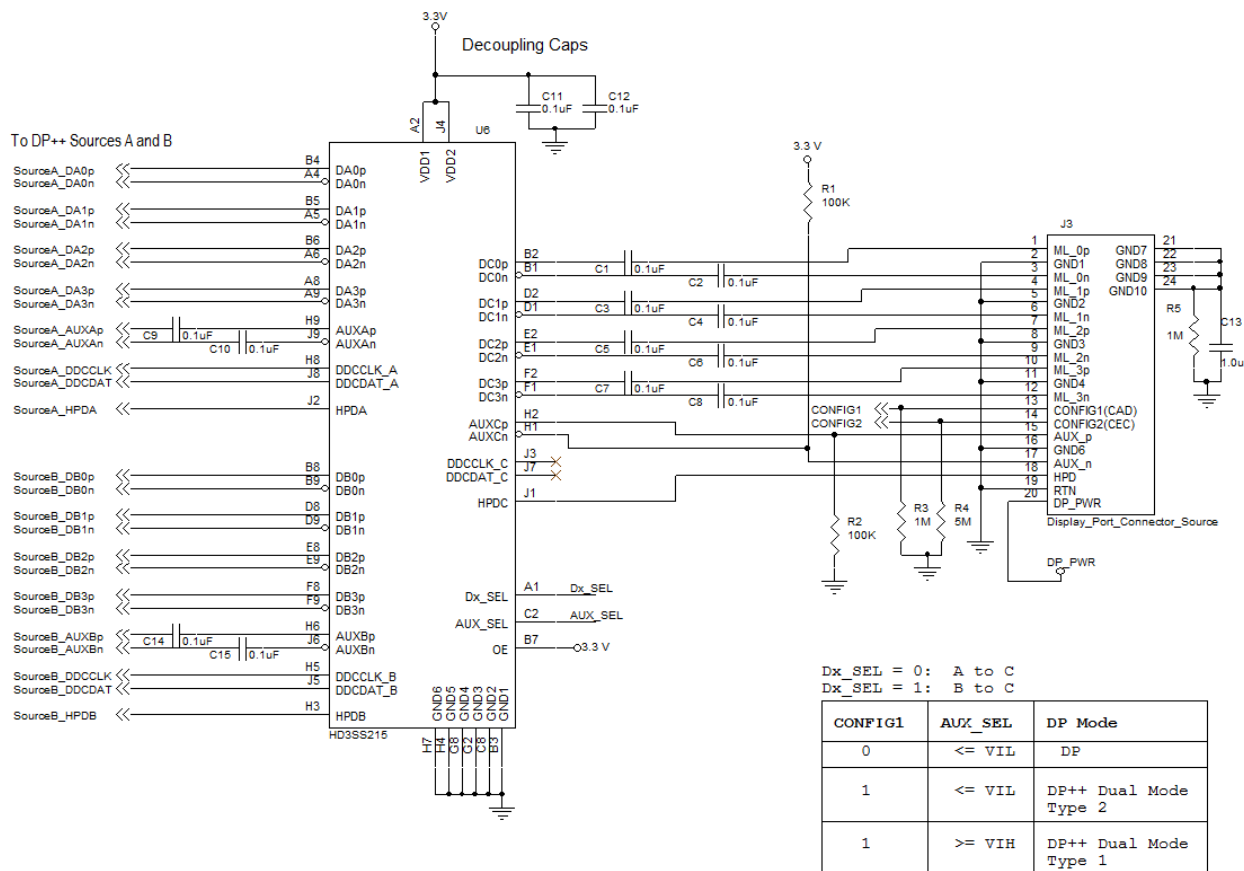 3.3V
Decoupling Caps
C11
0.1uF
C12
0.1uF
A2
J4
U6
To DP++ Sources A and B
VDD1
VDD2
3.3 V
R1
100K
SourceA_DA0p B4 DA0p
SourceA_DA0n A4 DA0n
SourceA_DA1p B5 DA1p
SourceA_DA1n A5 DA1n
SourceA_DA2p B6 DA2p
SourceA_DA2n A6 DA2n
SourceA_DA3p A8 DA3p
SourceA_DA3n A9 DA3n
SourceA_AUXAp C9 0.1uF H9 AUXAp
SourceA_AUXAn C10 0.1uF J9 AUXAn
SourceA_DDCCLK H8 DDCCLK_A
SourceA_DDCDAT J8 DDCDAT_A
SourceA_HPDA J2 HPDA
SourceB_DB0p B8 DB0p
SourceB_DB0n B9 DB0n
SourceB_DB1p D8 DB1p
SourceB_DB1n D9 DB1n
SourceB_DB2p E8 DB2p
SourceB_DB2n E9 DB2n
SourceB_DB3p F8 DB3p
SourceB_DB3n F9 DB3n
SourceB_AUXBp C14 0.1uF H6 AUXBp
SourceB_AUXBn C15 0.1uF J6 AUXBn
SourceB_DDCCLK H5 DDCCLK_B
SourceB_DDCDAT J5 DDCDAT_B
SourceB_HPDB H3 HPDB
HD3SS215
DC0p B2 C1 0.1uF
DC0n B1 C2 0.1uF
DC1p D2 C3 0.1uF
DC1n D1 C4 0.1uF
DC2p E2 C5 0.1uF
DC2n E1 C6 0.1uF
DC3p F2 C7 0.1uF
DC3n F1 C8 0.1uF
AUXCp H2
AUXCn H1
DDCCLK_C J3
DDCDAT_C J7
HPDC J1
Dx_SEL A1 Dx_SEL
AUX_SEL C2 AUX_SEL
OE B7 3.3 V
GND6 GND5 GND4 GND3 GND2 GND1
H7 H4 G8 G2 C8 B3
J3
1 ML_0p
2 GND1
3 ML_0n
4 ML_1p
5 GND2
6 ML_1n
7 ML_2p
8 GND3
9 ML_2n
10 ML_3p
11 GND4
12 ML_3n
13 CONFIG1(CAD)
14 CONFIG2(CEC)
15 AUX_p
16 GND6
17 AUX_n
18 HPD
19 RTN
20 DP_PWR
GND7 21
GND8 22
GND9 23
GND10 24
Display_Port_Connector_Source
CONFIG1
CONFIG2
R5
1M
C13
1.0u
R2
100K
R3
1M
R4
5M
DP_PWR
Dx_SEL = 0: A to C
Dx_SEL = 1: B to C
CONFIG1 AUX_SEL DP Mode
0 <= VIL DP
1 <= VIL DP++ Dual Mode
Type 2
1 >= VIH DP++ Dual Mode
Type 1